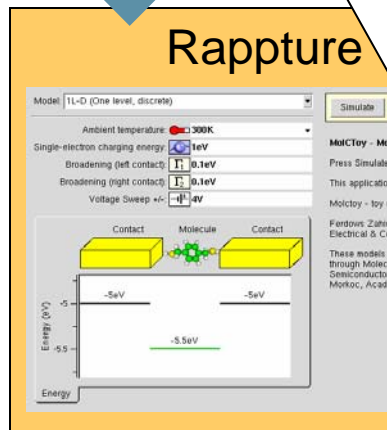 Rappture
Model: 1L-D (One level, discrete)
Simulate
Ambient temperature: 300K
Single-electron charging energy: 1eV
Broadening (left contact): Γ1 0.1eV
Broadening (right contact): Γ2 0.1eV
Voltage Sweep +/-: 4V
MolCToy - Mo
Press Simulate
This applicatio
Molctoy - toy
Ferdows Zahi
Electrical & C
These models
through Molec
Semiconducto
Morkoc, Acad
Contact Molecule Contact
Energy (eV)
-5
-5.5
-5eV
-5eV
-5.5eV
Energy